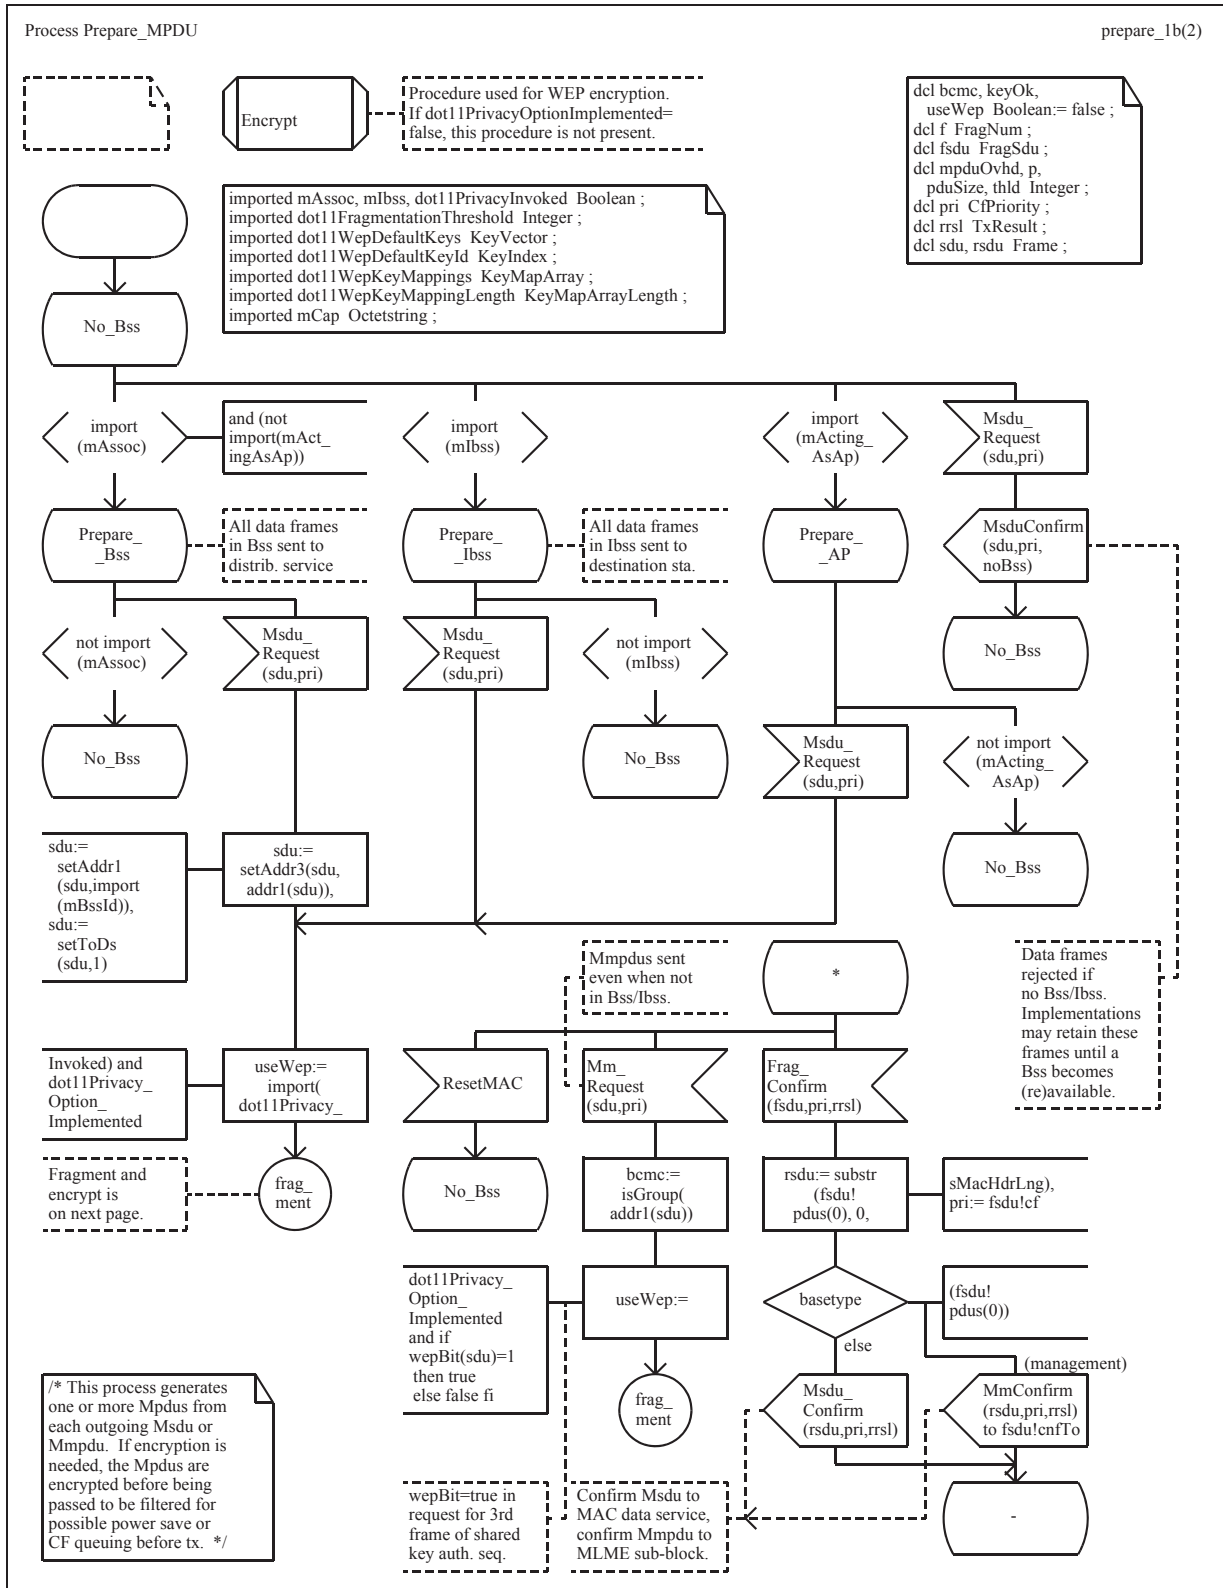 Process Prepare_MPDU
prepare_1b(2)
Encrypt
Procedure used for WEP encryption.
If dot11PrivacyOptionImplemented=
false, this procedure is not present.
dcl bcmc, keyOk,
useWep Boolean:= false ;
dcl f FragNum ;
dcl fsdu FragSdu ;
dcl mpduOvhd, p,
pduSize, thld Integer ;
dcl pri CfPriority ;
dcl rrsl TxResult ;
dcl sdu, rsdu Frame ;
imported mAssoc, mIbss, dot11PrivacyInvoked Boolean ;
imported dot11FragmentationThreshold Integer ;
imported dot11WepDefaultKeys KeyVector ;
imported dot11WepDefaultKeyId KeyIndex ;
imported dot11WepKeyMappings KeyMapArray ;
imported dot11WepKeyMappingLength KeyMapArrayLength ;
imported mCap Octetstring ;
No_Bss
import
(mAssoc)
and (not
import(mAct_
ingAsAp))
import
(mIbss)
import
(mActing_
AsAp)
Msdu_
Request
(sdu,pri)
Prepare_
_Bss
All data frames
in Bss sent to
distrib. service
Prepare_
_Ibss
All data frames
in Ibss sent to
destination sta.
Prepare_
_AP
MsduConfirm
(sdu,pri,
noBss)
not import
(mAssoc)
Msdu_
Request
(sdu,pri)
Msdu_
Request
(sdu,pri)
not import
(mIbss)
No_Bss
No_Bss
No_Bss
Msdu_
Request
(sdu,pri)
not import
(mActing_
AsAp)
sdu:=
setAddr1
(sdu,import
(mBssId)),
sdu:=
setToDs
(sdu,1)
sdu:=
setAddr3(sdu,
addr1(sdu)),
No_Bss
Mmpdus sent
even when not
in Bss/Ibss.
*
Data frames
rejected if
no Bss/Ibss.
Implementations
may retain these
frames until a
Bss becomes
(re)available.
Invoked) and
dot11Privacy_
Option_
Implemented
useWep:=
import(
dot11Privacy_
ResetMAC
Mm_
Request
(sdu,pri)
Frag_
Confirm
(fsdu,pri,rrsl)
Fragment and
encrypt is
on next page.
frag_
ment
No_Bss
bcmc:=
isGroup(
addr1(sdu))
rsdu:= substr
(fsdu!
pdus(0), 0,
sMacHdrLng),
pri:= fsdu!cf
dot11Privacy_
Option_
Implemented
and if
wepBit(sdu)=1
then true
else false fi
useWep:=
basetype
(fsdu!
pdus(0))
else
(management)
/* This process generates
one or more Mpdus from
each outgoing Msdu or
Mmpdu. If encryption is
needed, the Mpdus are
encrypted before being
passed to be filtered for
possible power save or
CF queuing before tx. */
frag_
ment
Msdu_
Confirm
(rsdu,pri,rrsl)
MmConfirm
(rsdu,pri,rrsl)
to fsdu!cnfTo
wepBit=true in
request for 3rd
frame of shared
key auth. seq.
Confirm Msdu to
MAC data service,
confirm Mmpdu to
MLME sub-block.
-